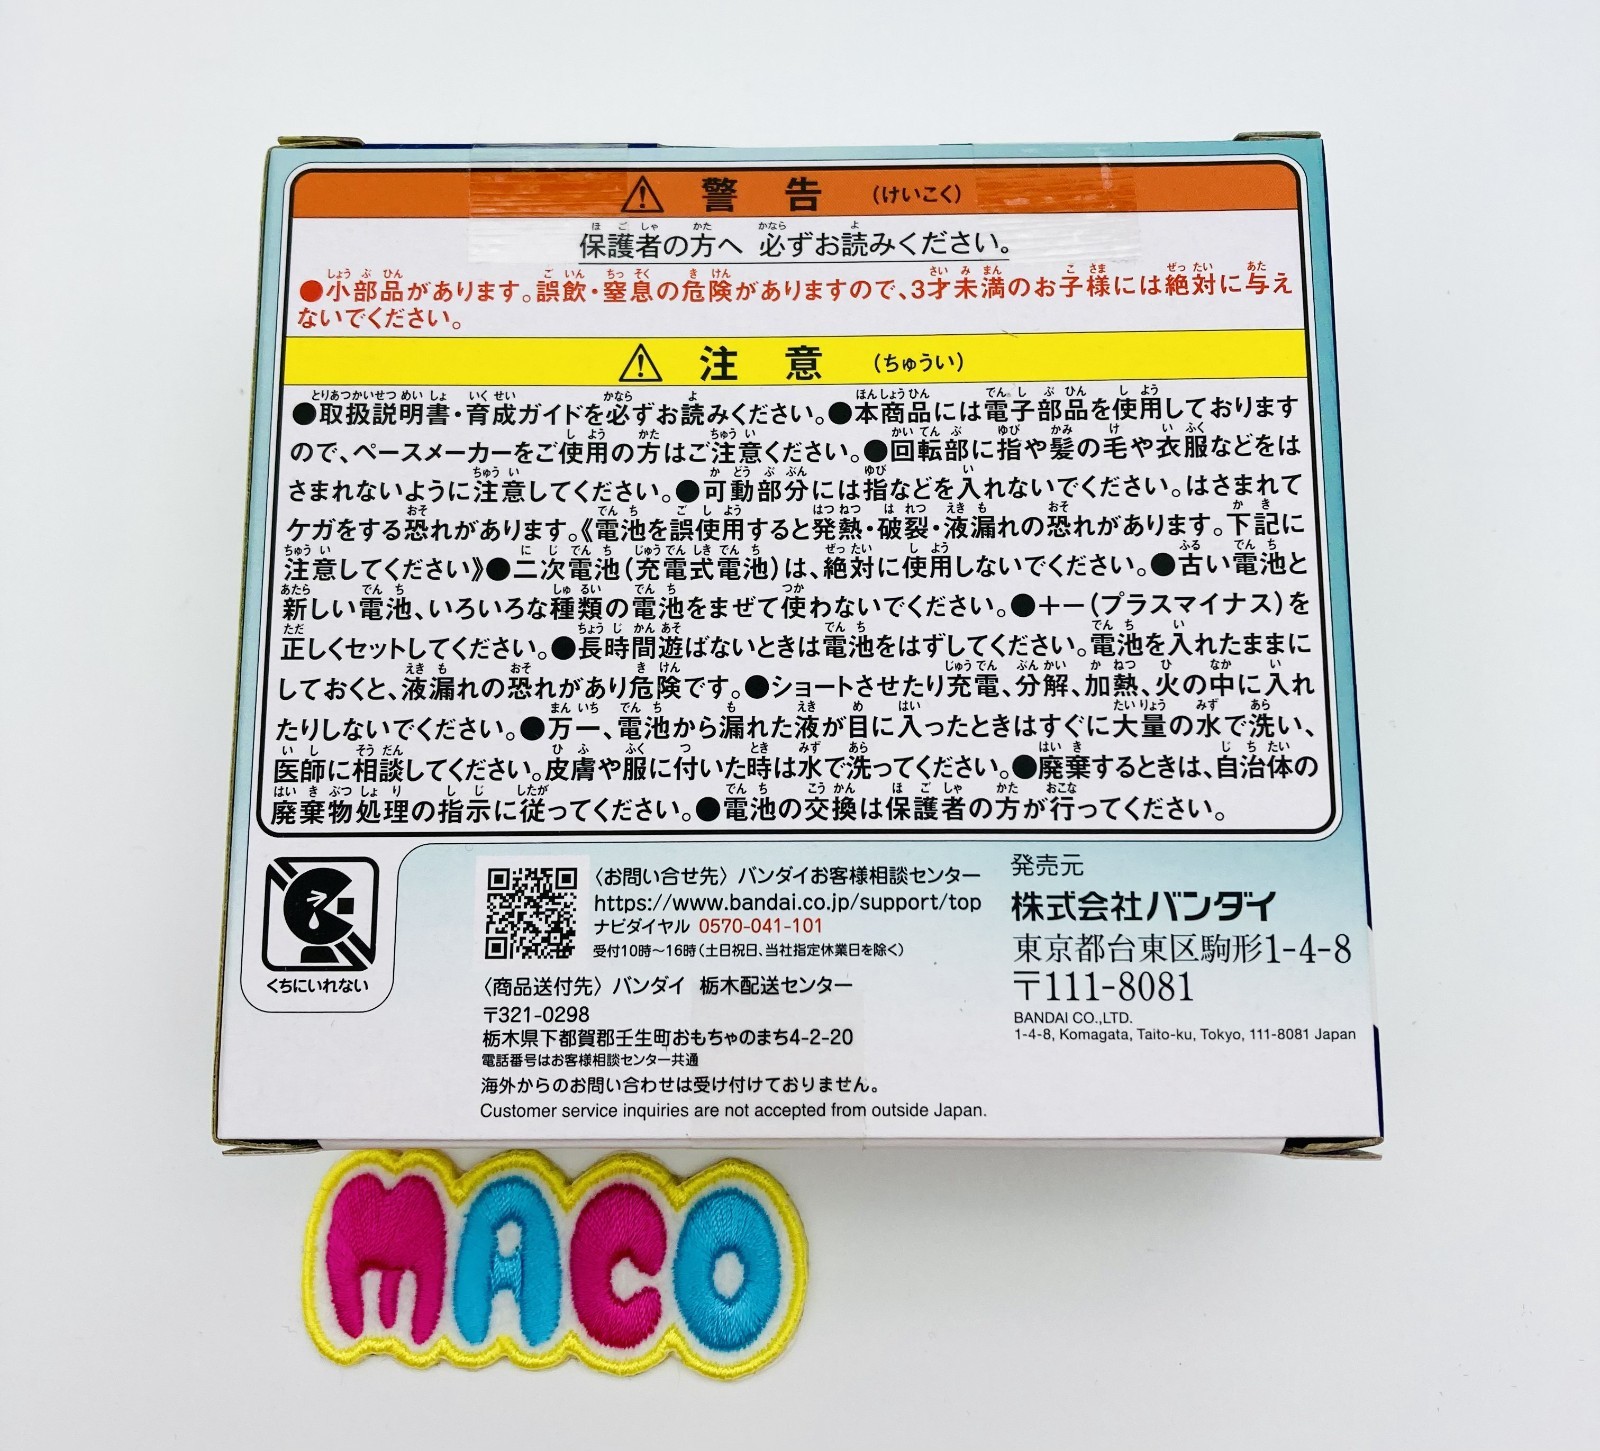 警告 (けいこく)
保護者の方へ 必ずお読みください。
●小部品があります。誤飲・窒息の危険がありますので、3才未満のお子様には絶対に与え
ないでください。
注意 (ちゅうい)
●取扱説明書・育成ガイドを必ずお読みください。●本商品には電子部品を使用しております
ので、ペースメーカーをご使用の方はご注意ください。●回転部に指や髪の毛や衣服などをは
さまれないように注意してください。●可動部分には指などを入れないでください。はさまれて
ケガをする恐れがあります。《電池を誤使用すると発熱・破裂・液漏れの恐れがあります。下記に
注意してください》●二次電池(充電式電池)は、絶対に使用しないでください。●古い電池と
新しい電池、いろいろな種類の電池をまぜて使わないでください。●+ー(プラスマイナス)を
正しくセットしてください。●長時間遊ばないときは電池をはずしてください。電池を入れたままに
しておくと、液漏れの恐れがあり危険です。●ショートさせたり充電、分解、加熱、火の中に入れ
たりしないでください。●万一、電池から漏れた液が目に入ったときはすぐに大量の水で洗い、
医師に相談してください。皮膚や服に付いた時は水で洗ってください。●廃棄するときは、自治体の
廃棄物処理の指示に従ってください。●電池の交換は保護者の方が行ってください。
くちにいれない
〈お問い合せ先〉バンダイお客様相談センター
https://www.bandai.co.jp/support/top
ナビダイヤル 0570-041-101
受付10時〜16時(土日祝日、当社指定休業日を除く)
〈商品送付先〉バンダイ 栃木配送センター
〒321-0298
栃木県下都賀郡壬生町おもちゃのまち4-2-20
電話番号はお客様相談センター共通
海外からのお問い合わせは受け付けておりません。
Customer service inquiries are not accepted from outside Japan.
発売元
株式会社バンダイ
東京都台東区駒形1-4-8
〒111-8081
BANDAI CO.,LTD.
1-4-8, Komagata, Taito-ku, Tokyo, 111-8081 Japan
MACO